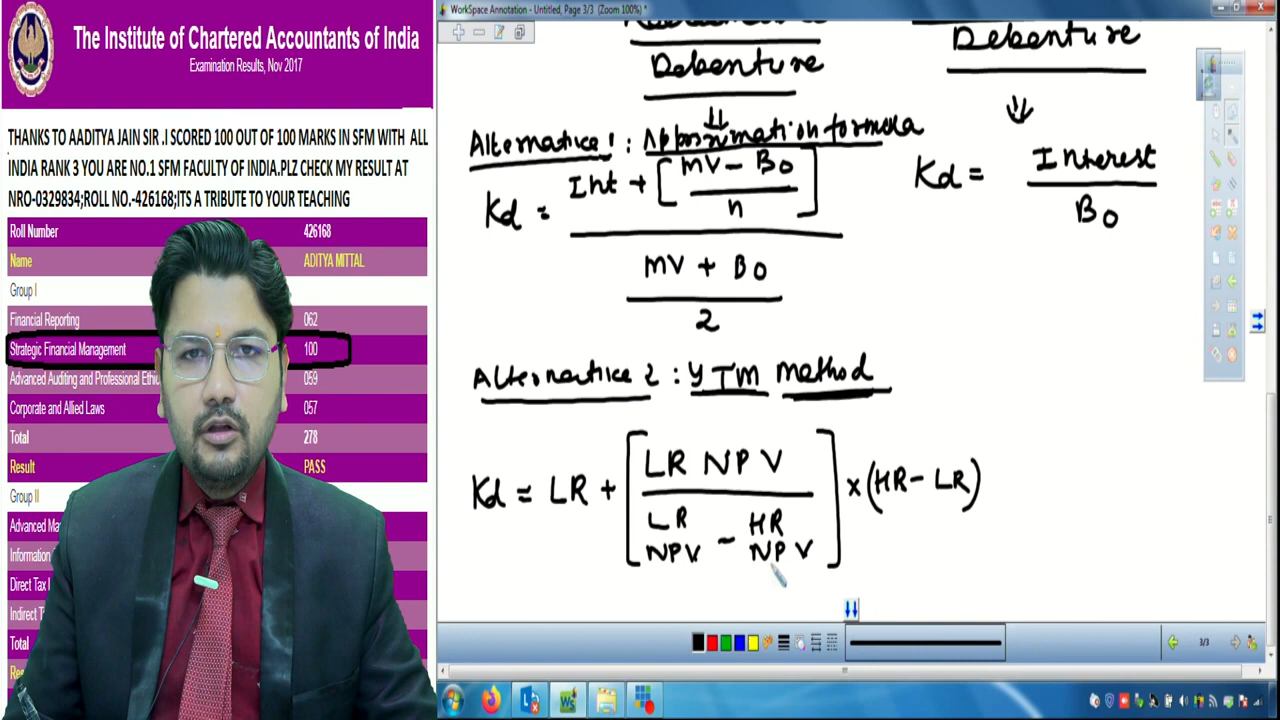 The Institute of Chartered Accountants of India
Examination Results, Nov 2017
THANKS TO AADITYA JAIN SIR .I SCORED 100 OUT OF 100 MARKS IN SFM WITH ALL
INDIA RANK 3 YOU ARE NO.1 SFM FACULTY OF INDIA.PLZ CHECK MY RESULT AT
NRO-0329834;ROLL NO.-426168;ITS A TRIBUTE TO YOUR TEACHING
Roll Number 426168
Name ADITYA MITTAL
Group I
Financial Reporting 062
Strategic Financial Management 100
Advanced Auditing and Professional 059
Corporate and Allied Laws 057
Total 278
Result PASS
Group II
Advanced
Information
Direct
Indirect
Total
WorkSpace Annotation - Untitled, Page 3/3 (Zoom 100%) *
Debenture
Debenture
Alternative 1 : Approximation formula
Kd = Int + [ MV - B0 / n ]
MV + B0
2
Kd = Interest
B0
Alternative 2 : YTM method
Kd = LR + [ LR NPV / LR NPV - HR NPV ] × (HR - LR)
3/3